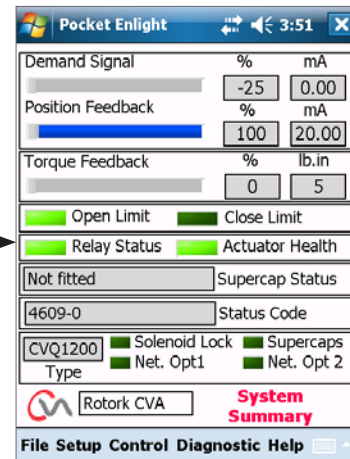 Pocket Enlight 3:51
Demand Signal % mA
-25 0.00
Position Feedback % mA
100 20.00
Torque Feedback % lb.in
0 5
Open Limit Close Limit
Relay Status Actuator Health
Not fitted Supercap Status
4609-0 Status Code
CVQ1200 Solenoid Lock Supercaps
Type Net. Opt1 Net. Opt 2
Rotork CVA System
Summary
File Setup Control Diagnostic Help